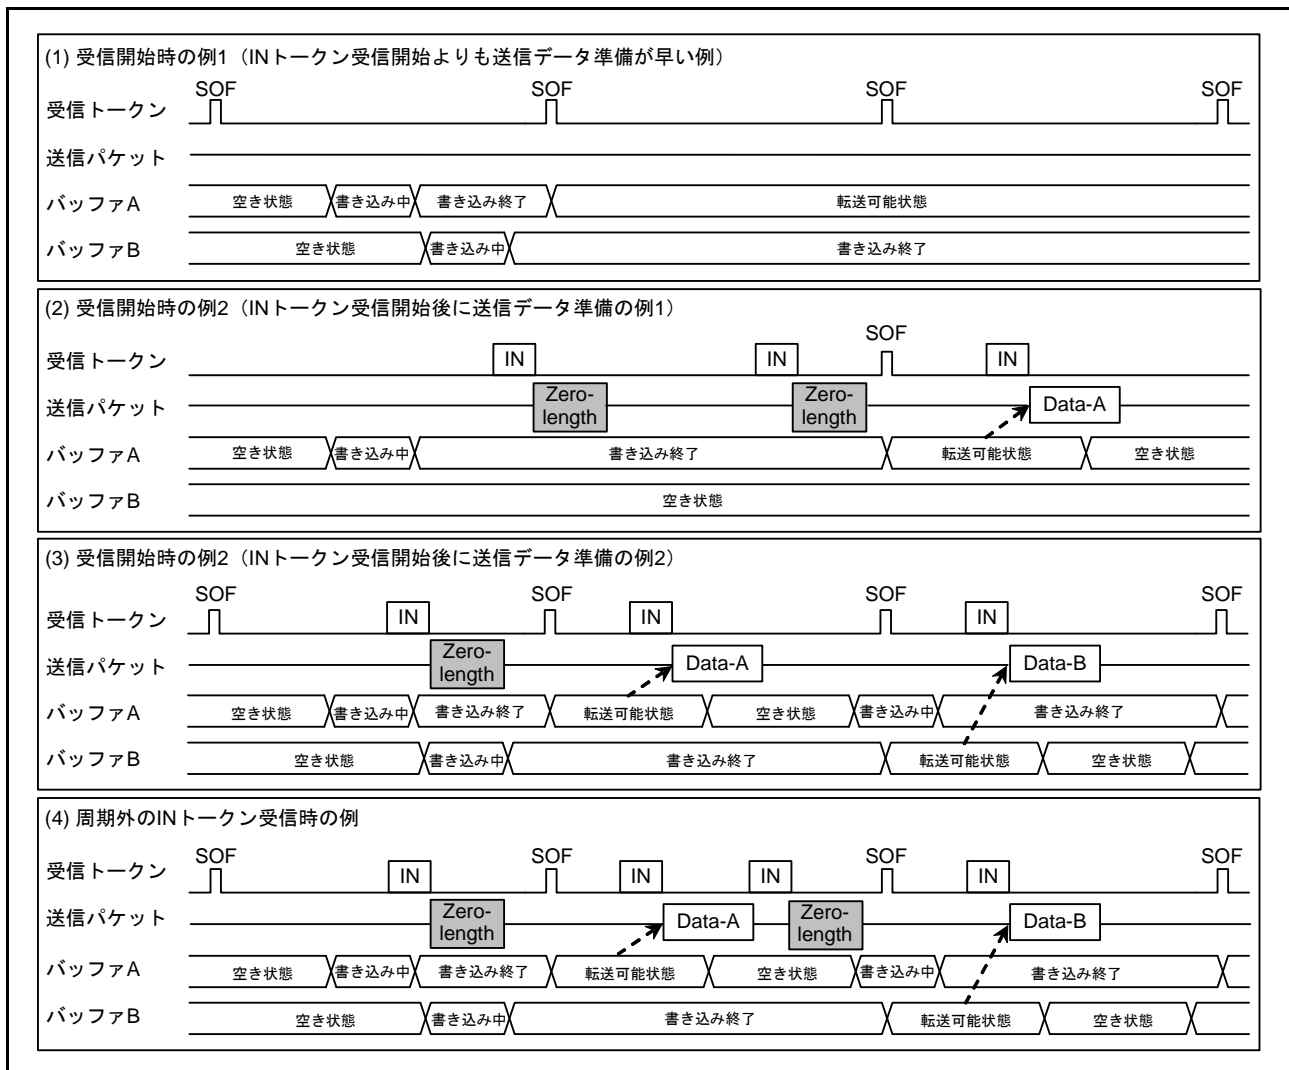 (1) 受信開始時の例1（INトークン受信開始よりも送信データ準備が早い例）
SOF SOF SOF SOF
受信トークン
送信パケット
バッファA 空き状態 書き込み中 書き込み終了 転送可能状態
バッファB 空き状態 書き込み中 書き込み終了
(2) 受信開始時の例2（INトークン受信開始後に送信データ準備の例1）
SOF
受信トークン IN IN IN
送信パケット Zero-length Zero-length Data-A
バッファA 空き状態 書き込み中 書き込み終了 転送可能状態 空き状態
バッファB 空き状態
(3) 受信開始時の例2（INトークン受信開始後に送信データ準備の例2）
SOF SOF SOF SOF
受信トークン IN IN IN
送信パケット Zero-length Data-A Data-B
バッファA 空き状態 書き込み中 書き込み終了 転送可能状態 空き状態 書き込み中 書き込み終了
バッファB 空き状態 書き込み中 書き込み終了 転送可能状態 空き状態
(4) 周期外のINトークン受信時の例
SOF SOF SOF SOF
受信トークン IN IN IN IN
送信パケット Zero-length Data-A Zero-length Data-B
バッファA 空き状態 書き込み中 書き込み終了 転送可能状態 空き状態 書き込み中 書き込み終了
バッファB 空き状態 書き込み中 書き込み終了 転送可能状態 空き状態